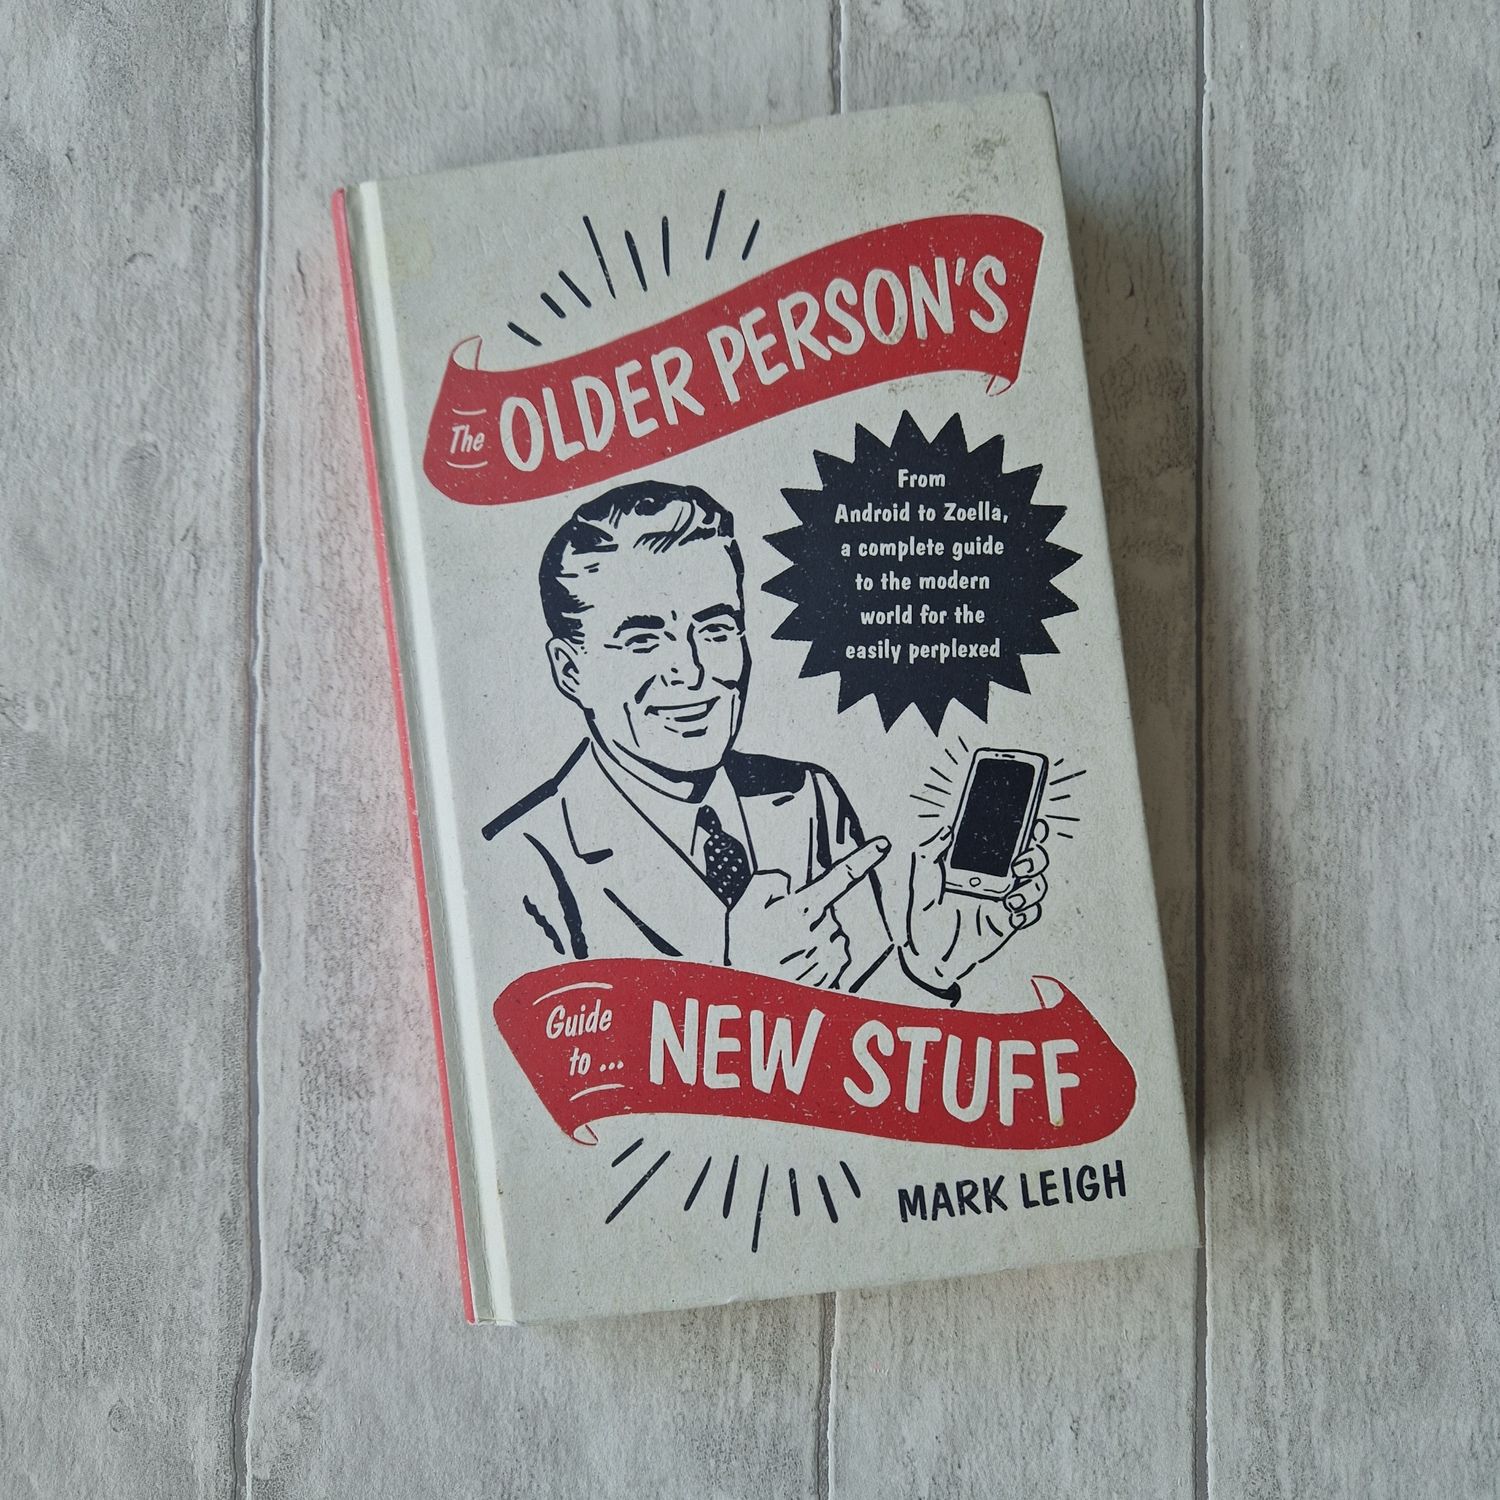 The OLDER PERSON'S
From
Android to Zoella,
a complete guide
to the modern
world for the
easily perplexed
Guide
to... NEW STUFF
MARK LEIGH